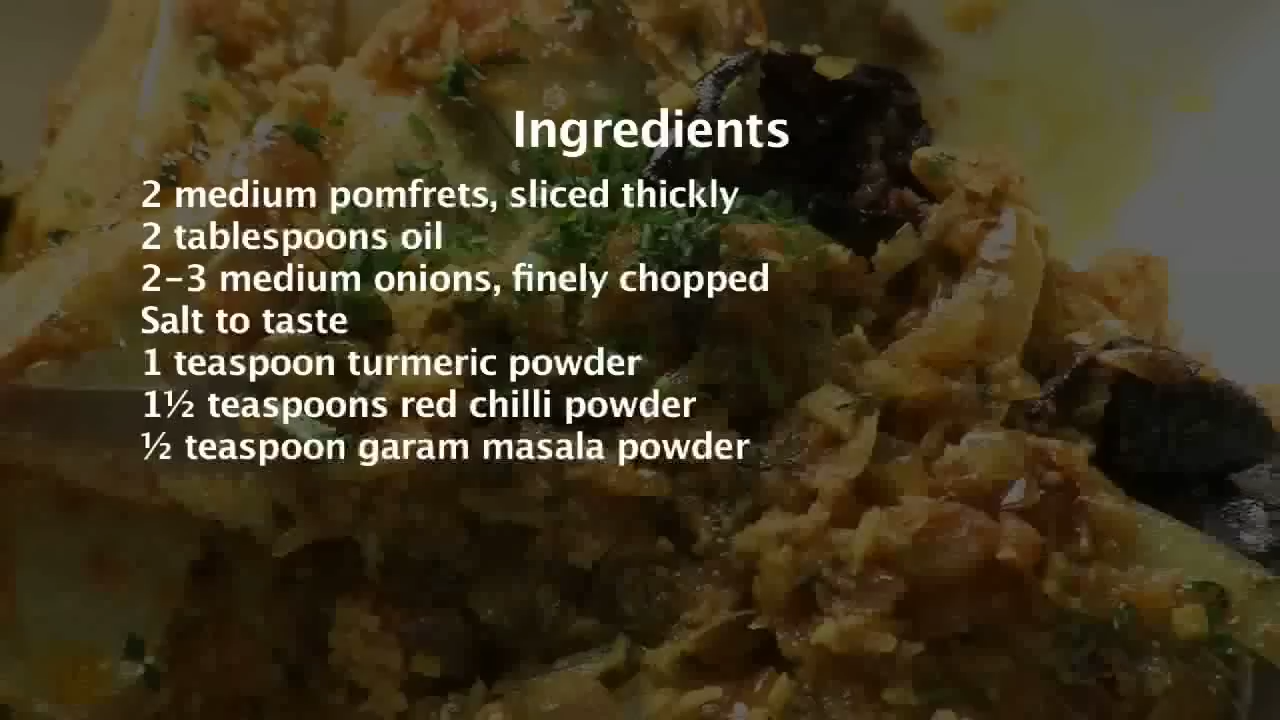 Ingredients
2 medium pomfrets, sliced thickly
2 tablespoons oil
2-3 medium onions, finely chopped
Salt to taste
1 teaspoon turmeric powder
1½ teaspoons red chilli powder
½ teaspoon garam masala powder